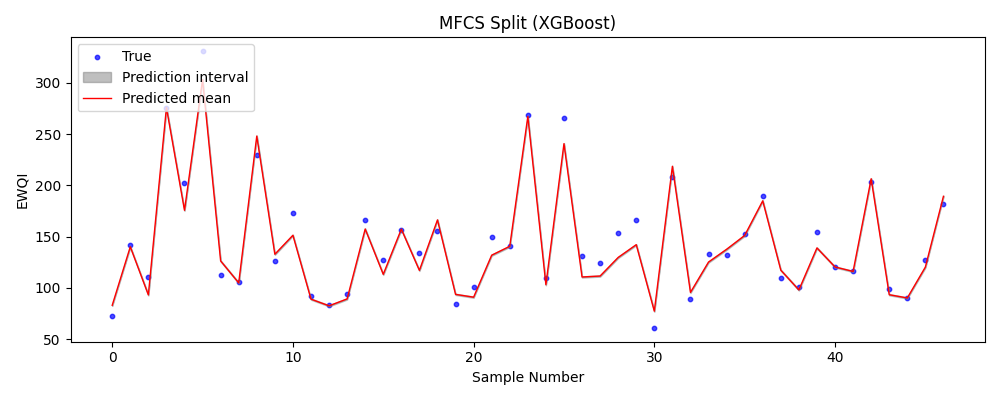 MFCS Split (XGBoost)
True
Prediction interval
Predicted mean
EWQI
300
250
200
150
100
50
0 10 20 30 40
Sample Number